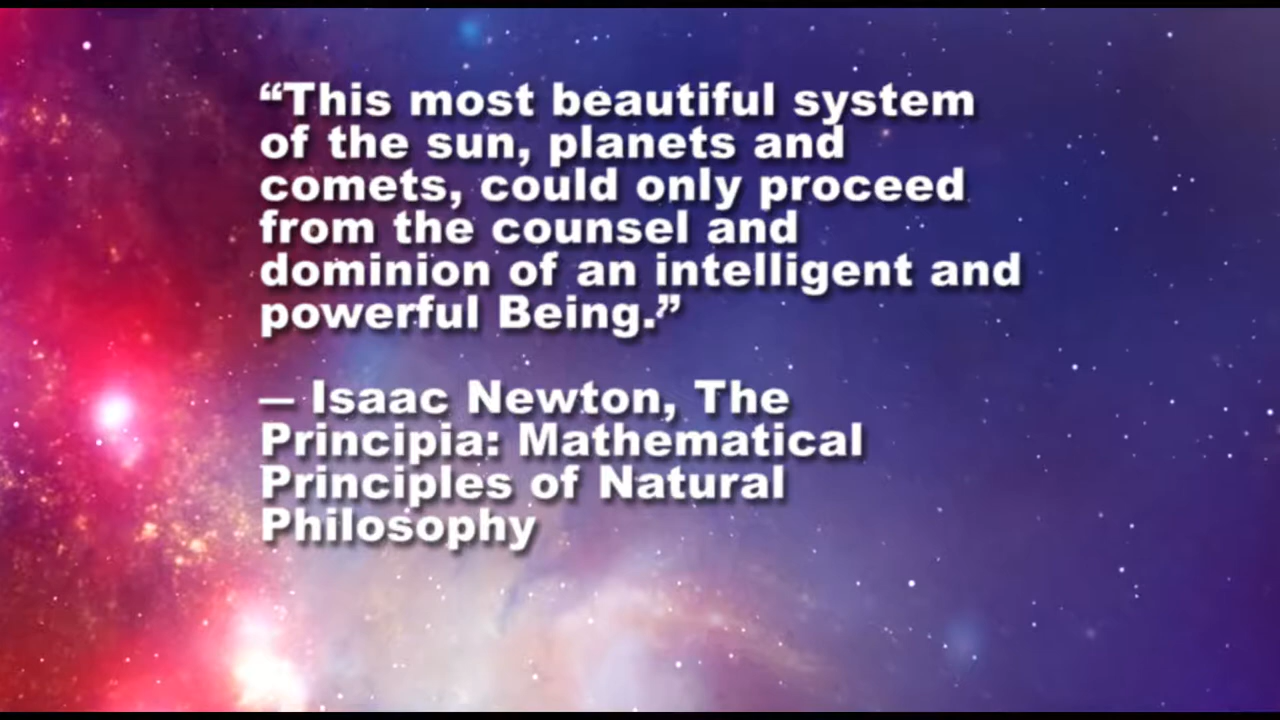 “This most beautiful system
of the sun, planets and
comets, could only proceed
from the counsel and
dominion of an intelligent and
powerful Being.”
— Isaac Newton, The
Principia: Mathematical
Principles of Natural
Philosophy